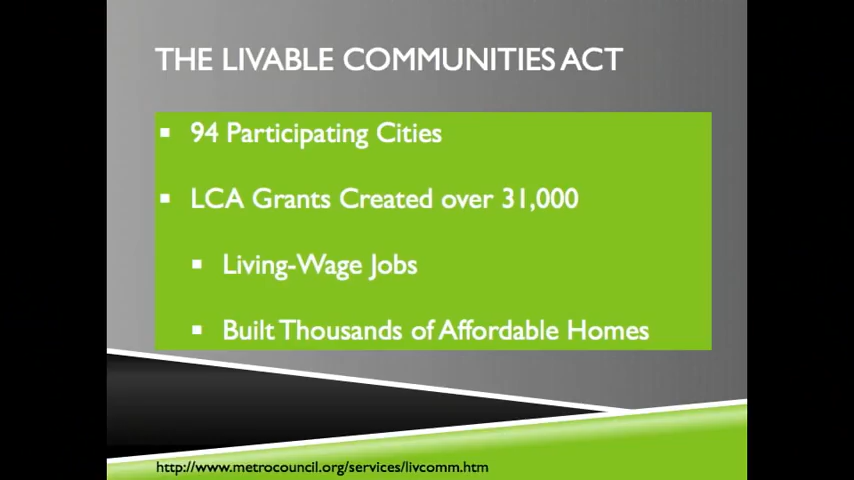 THE LIVABLE COMMUNITIES ACT
94 Participating Cities
LCA Grants Created over 31,000
Living-Wage Jobs
Built Thousands of Affordable Homes
http://www.metrocouncil.org/services/livcomm.htm